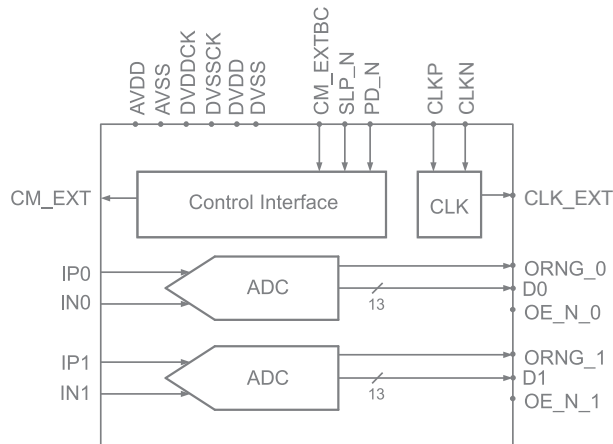 AVDD
AVSS
DVDDCK
DVSSCK
DVDD
DVSS
CM_EXTBC
SLP_N
PD_N
CLKP
CLKN
CM_EXT
Control Interface
CLK
CLK_EXT
IP0
IN0
ADC
13
ORNG_0
D0
OE_N_0
IP1
IN1
ADC
13
ORNG_1
D1
OE_N_1